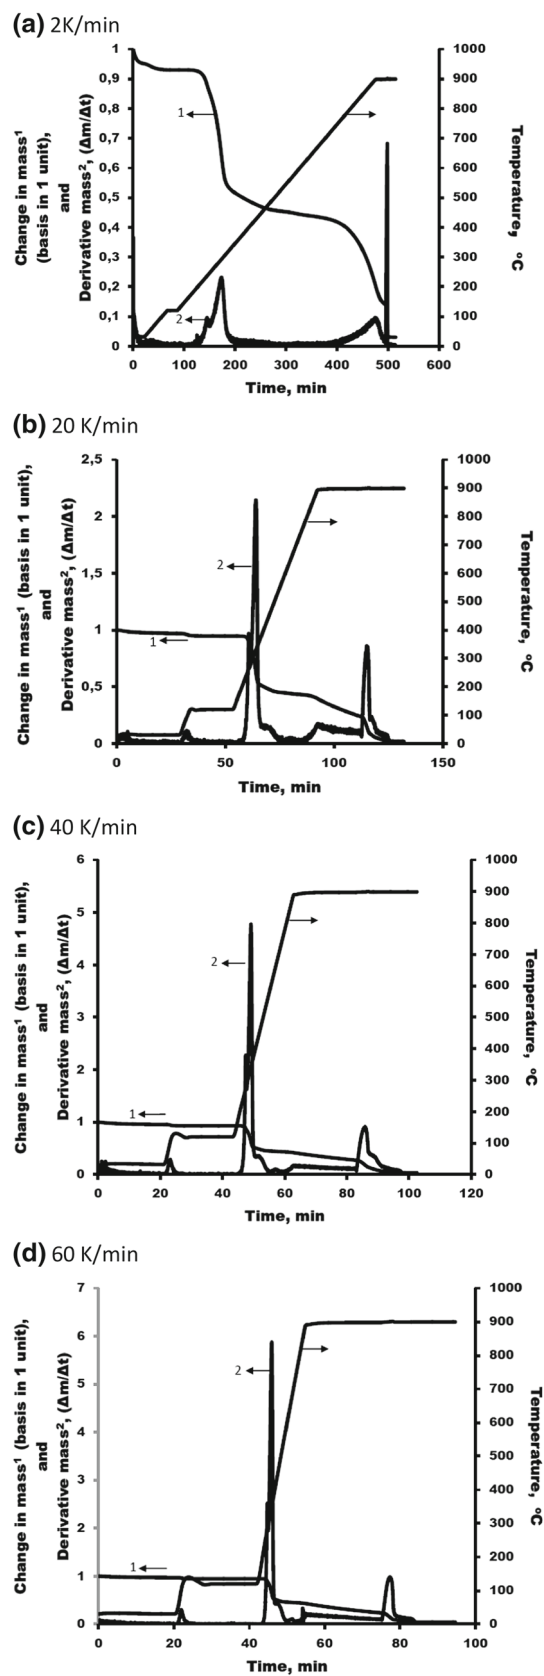 (a) 2K/min
Change in mass¹
(basis in 1 unit),
and
Derivative mass², (Δm/Δt)
1
0,9
0,8
0,7
0,6
0,5
0,4
0,3
0,2
0,1
0
1
2
1000
900
800
700
600
500
400
300
200
100
0
Temperature, °C
0 100 200 300 400 500 600
Time, min
(b) 20 K/min
Change in mass¹ (basis in 1 unit),
and
Derivative mass², (Δm/Δt)
2,5
2
1,5
1
0,5
0
2
1
1000
900
800
700
600
500
400
300
200
100
0
Temperature, °C
0 50 100 150
Time, min
(c) 40 K/min
Change in mass¹ (basis in 1 unit),
and
Derivative mass², (Δm/Δt)
6
5
4
3
2
1
0
2
1
1000
900
800
700
600
500
400
300
200
100
0
Temperature, °C
0 20 40 60 80 100 120
Time, min
(d) 60 K/min
Change in mass¹ (basis in 1 unit),
and
Derivative mass², (Δm/Δt)
7
6
5
4
3
2
1
0
2
1
1000
900
800
700
600
500
400
300
200
100
0
Temperature, °C
0 20 40 60 80 100
Time, min